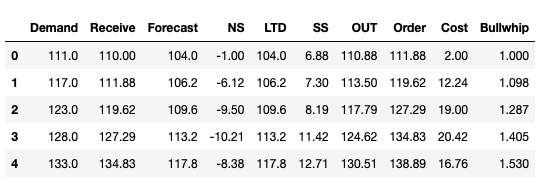 Demand Receive Forecast NS LTD SS OUT Order Cost Bullwhip
0 111.0 110.00 104.0 -1.00 104.0 6.88 110.88 111.88 2.00 1.000
1 117.0 111.88 106.2 -6.12 106.2 7.30 113.50 119.62 12.24 1.098
2 123.0 119.62 109.6 -9.50 109.6 8.19 117.79 127.29 19.00 1.287
3 128.0 127.29 113.2 -10.21 113.2 11.42 124.62 134.83 20.42 1.405
4 133.0 134.83 117.8 -8.38 117.8 12.71 130.51 138.89 16.76 1.530